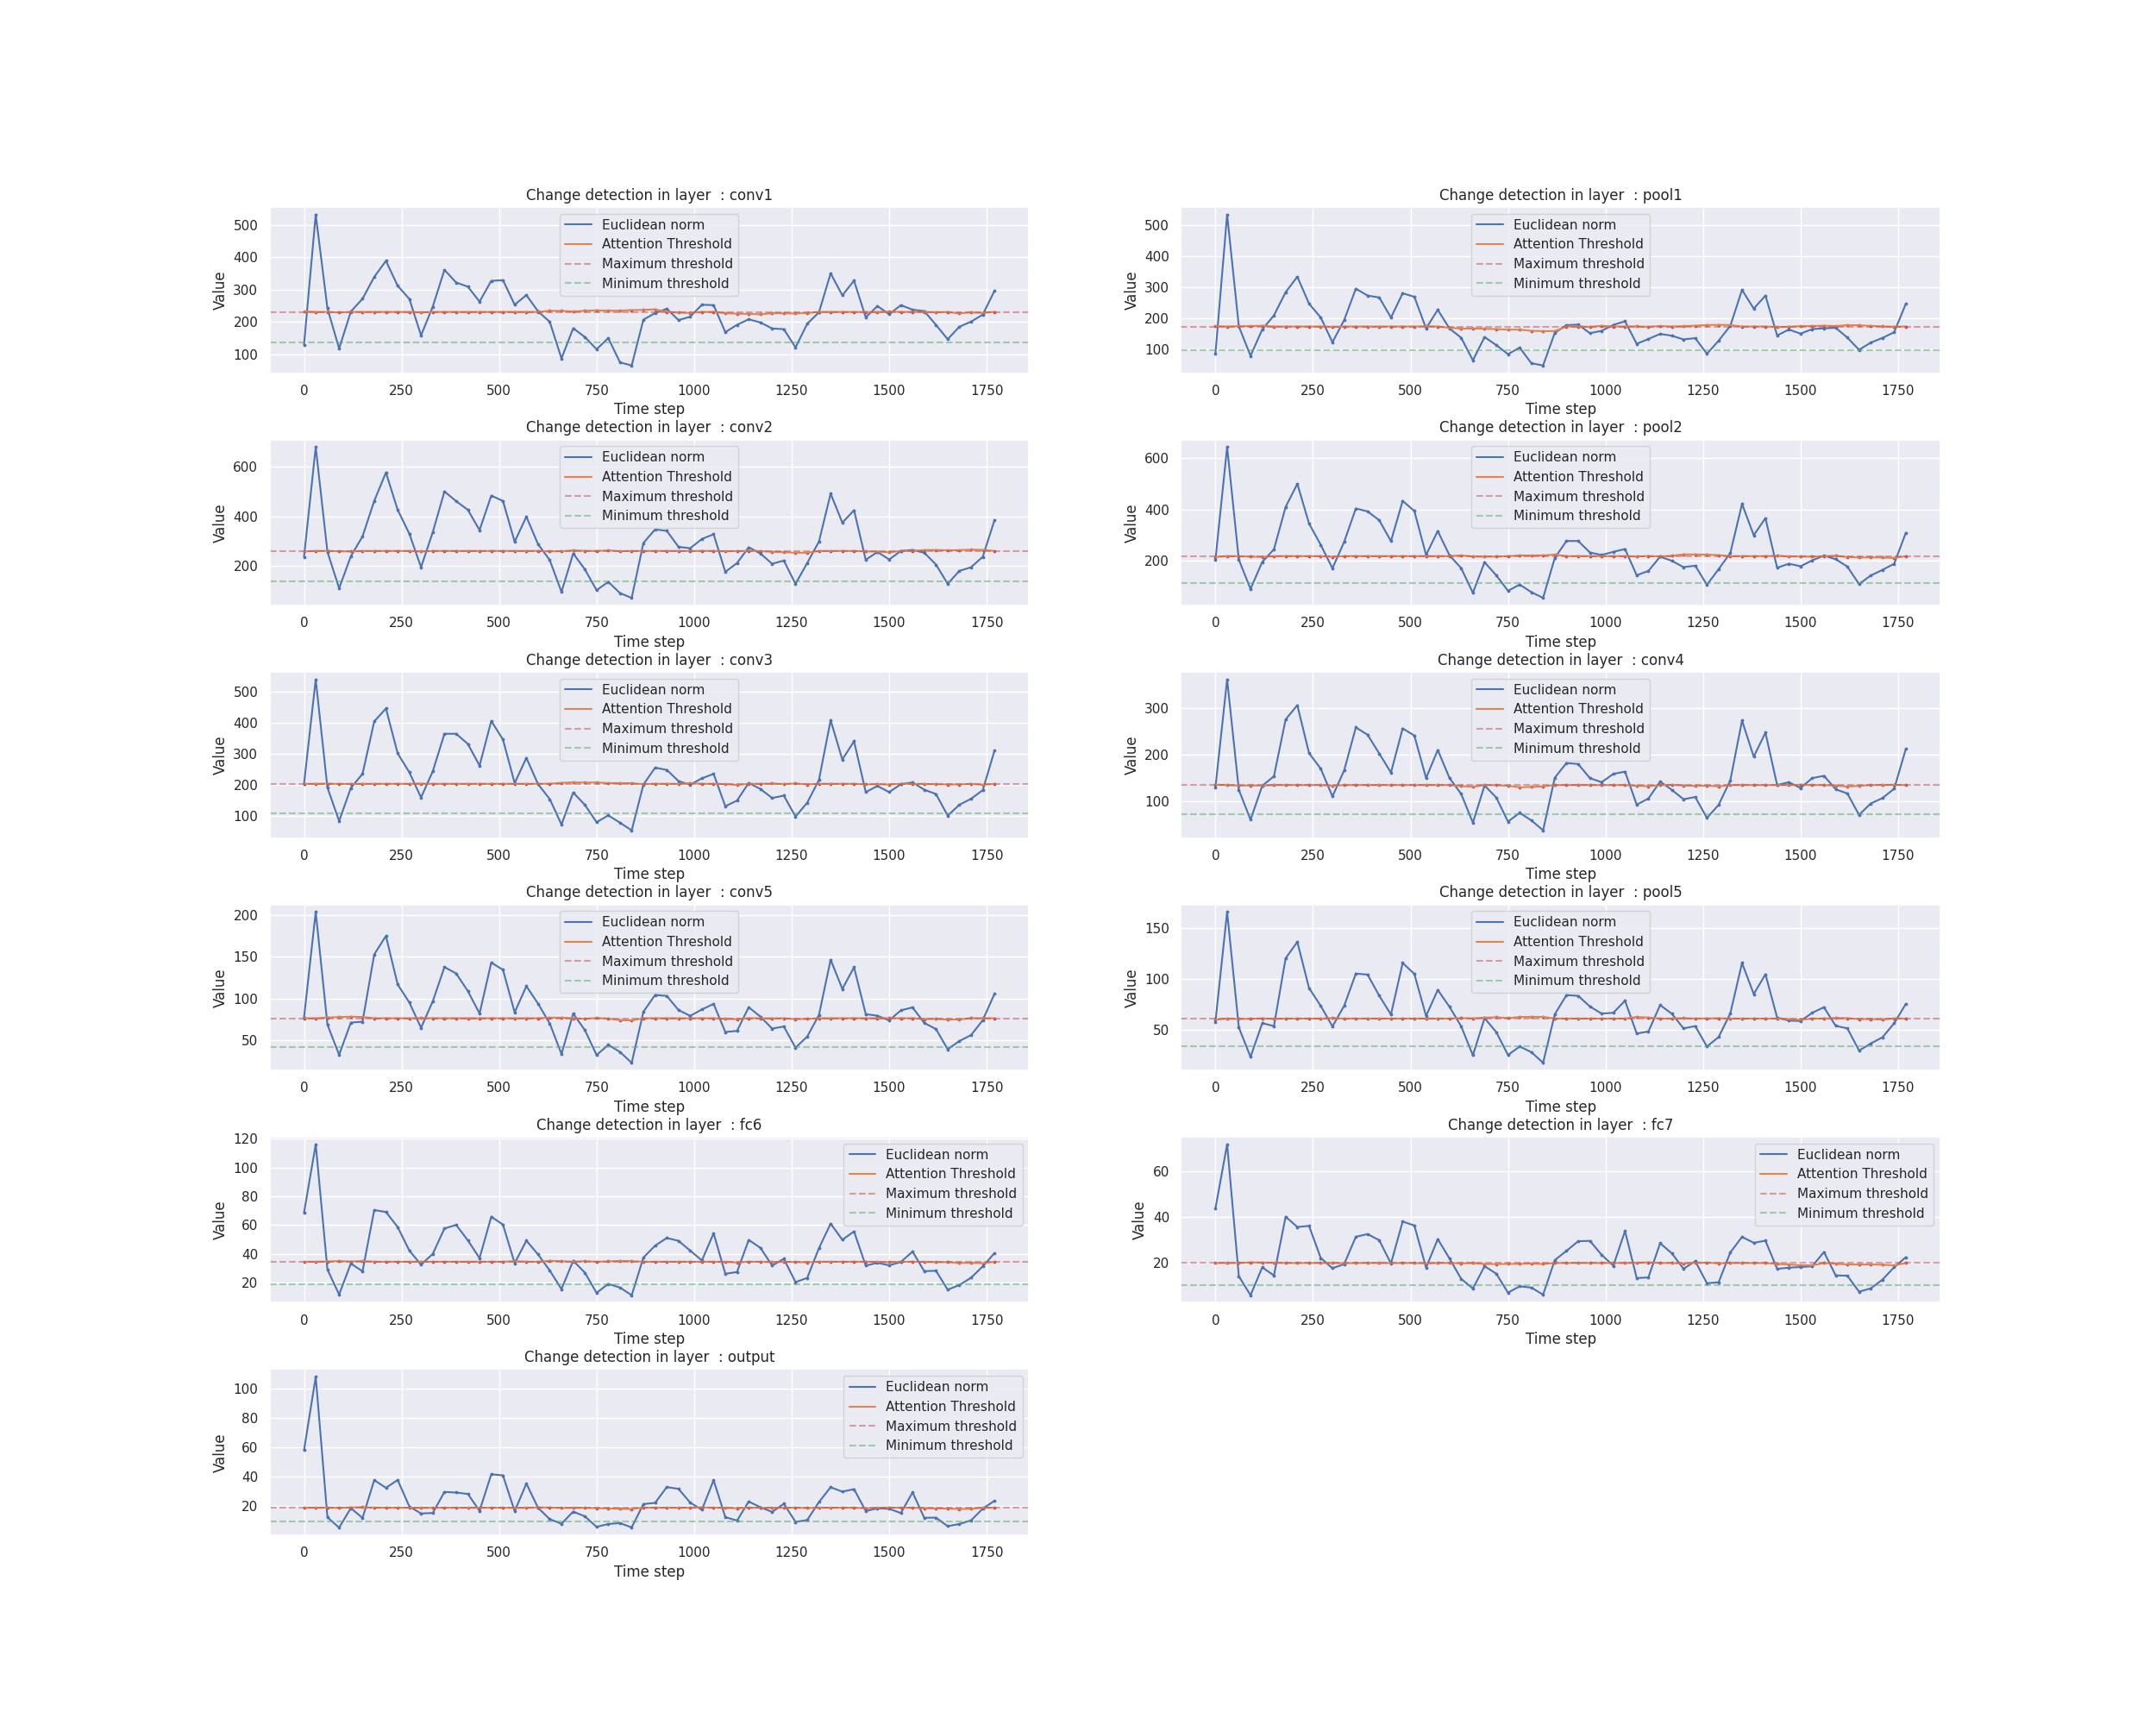 Change detection in layer  : conv1
Value
500
400
300
200
100
Euclidean norm
Attention Threshold
Maximum threshold
Minimum threshold
0 250 500 750 1000 1250 1500 1750
Time step
Change detection in layer  : pool1
Value
500
400
300
200
100
Euclidean norm
Attention Threshold
Maximum threshold
Minimum threshold
0 250 500 750 1000 1250 1500 1750
Time step
Change detection in layer  : conv2
Value
600
400
200
Euclidean norm
Attention Threshold
Maximum threshold
Minimum threshold
0 250 500 750 1000 1250 1500 1750
Time step
Change detection in layer  : pool2
Value
600
400
200
Euclidean norm
Attention Threshold
Maximum threshold
Minimum threshold
0 250 500 750 1000 1250 1500 1750
Time step
Change detection in layer  : conv3
Value
500
400
300
200
100
Euclidean norm
Attention Threshold
Maximum threshold
Minimum threshold
0 250 500 750 1000 1250 1500 1750
Time step
Change detection in layer  : conv4
Value
300
200
100
Euclidean norm
Attention Threshold
Maximum threshold
Minimum threshold
0 250 500 750 1000 1250 1500 1750
Time step
Change detection in layer  : conv5
Value
200
150
100
50
Euclidean norm
Attention Threshold
Maximum threshold
Minimum threshold
0 250 500 750 1000 1250 1500 1750
Time step
Change detection in layer  : pool5
Value
150
100
50
Euclidean norm
Attention Threshold
Maximum threshold
Minimum threshold
0 250 500 750 1000 1250 1500 1750
Time step
Change detection in layer  : fc6
Value
120
100
80
60
40
20
Euclidean norm
Attention Threshold
Maximum threshold
Minimum threshold
0 250 500 750 1000 1250 1500 1750
Time step
Change detection in layer  : fc7
Value
60
40
20
Euclidean norm
Attention Threshold
Maximum threshold
Minimum threshold
0 250 500 750 1000 1250 1500 1750
Time step
Change detection in layer  : output
Value
100
80
60
40
20
Euclidean norm
Attention Threshold
Maximum threshold
Minimum threshold
0 250 500 750 1000 1250 1500 1750
Time step